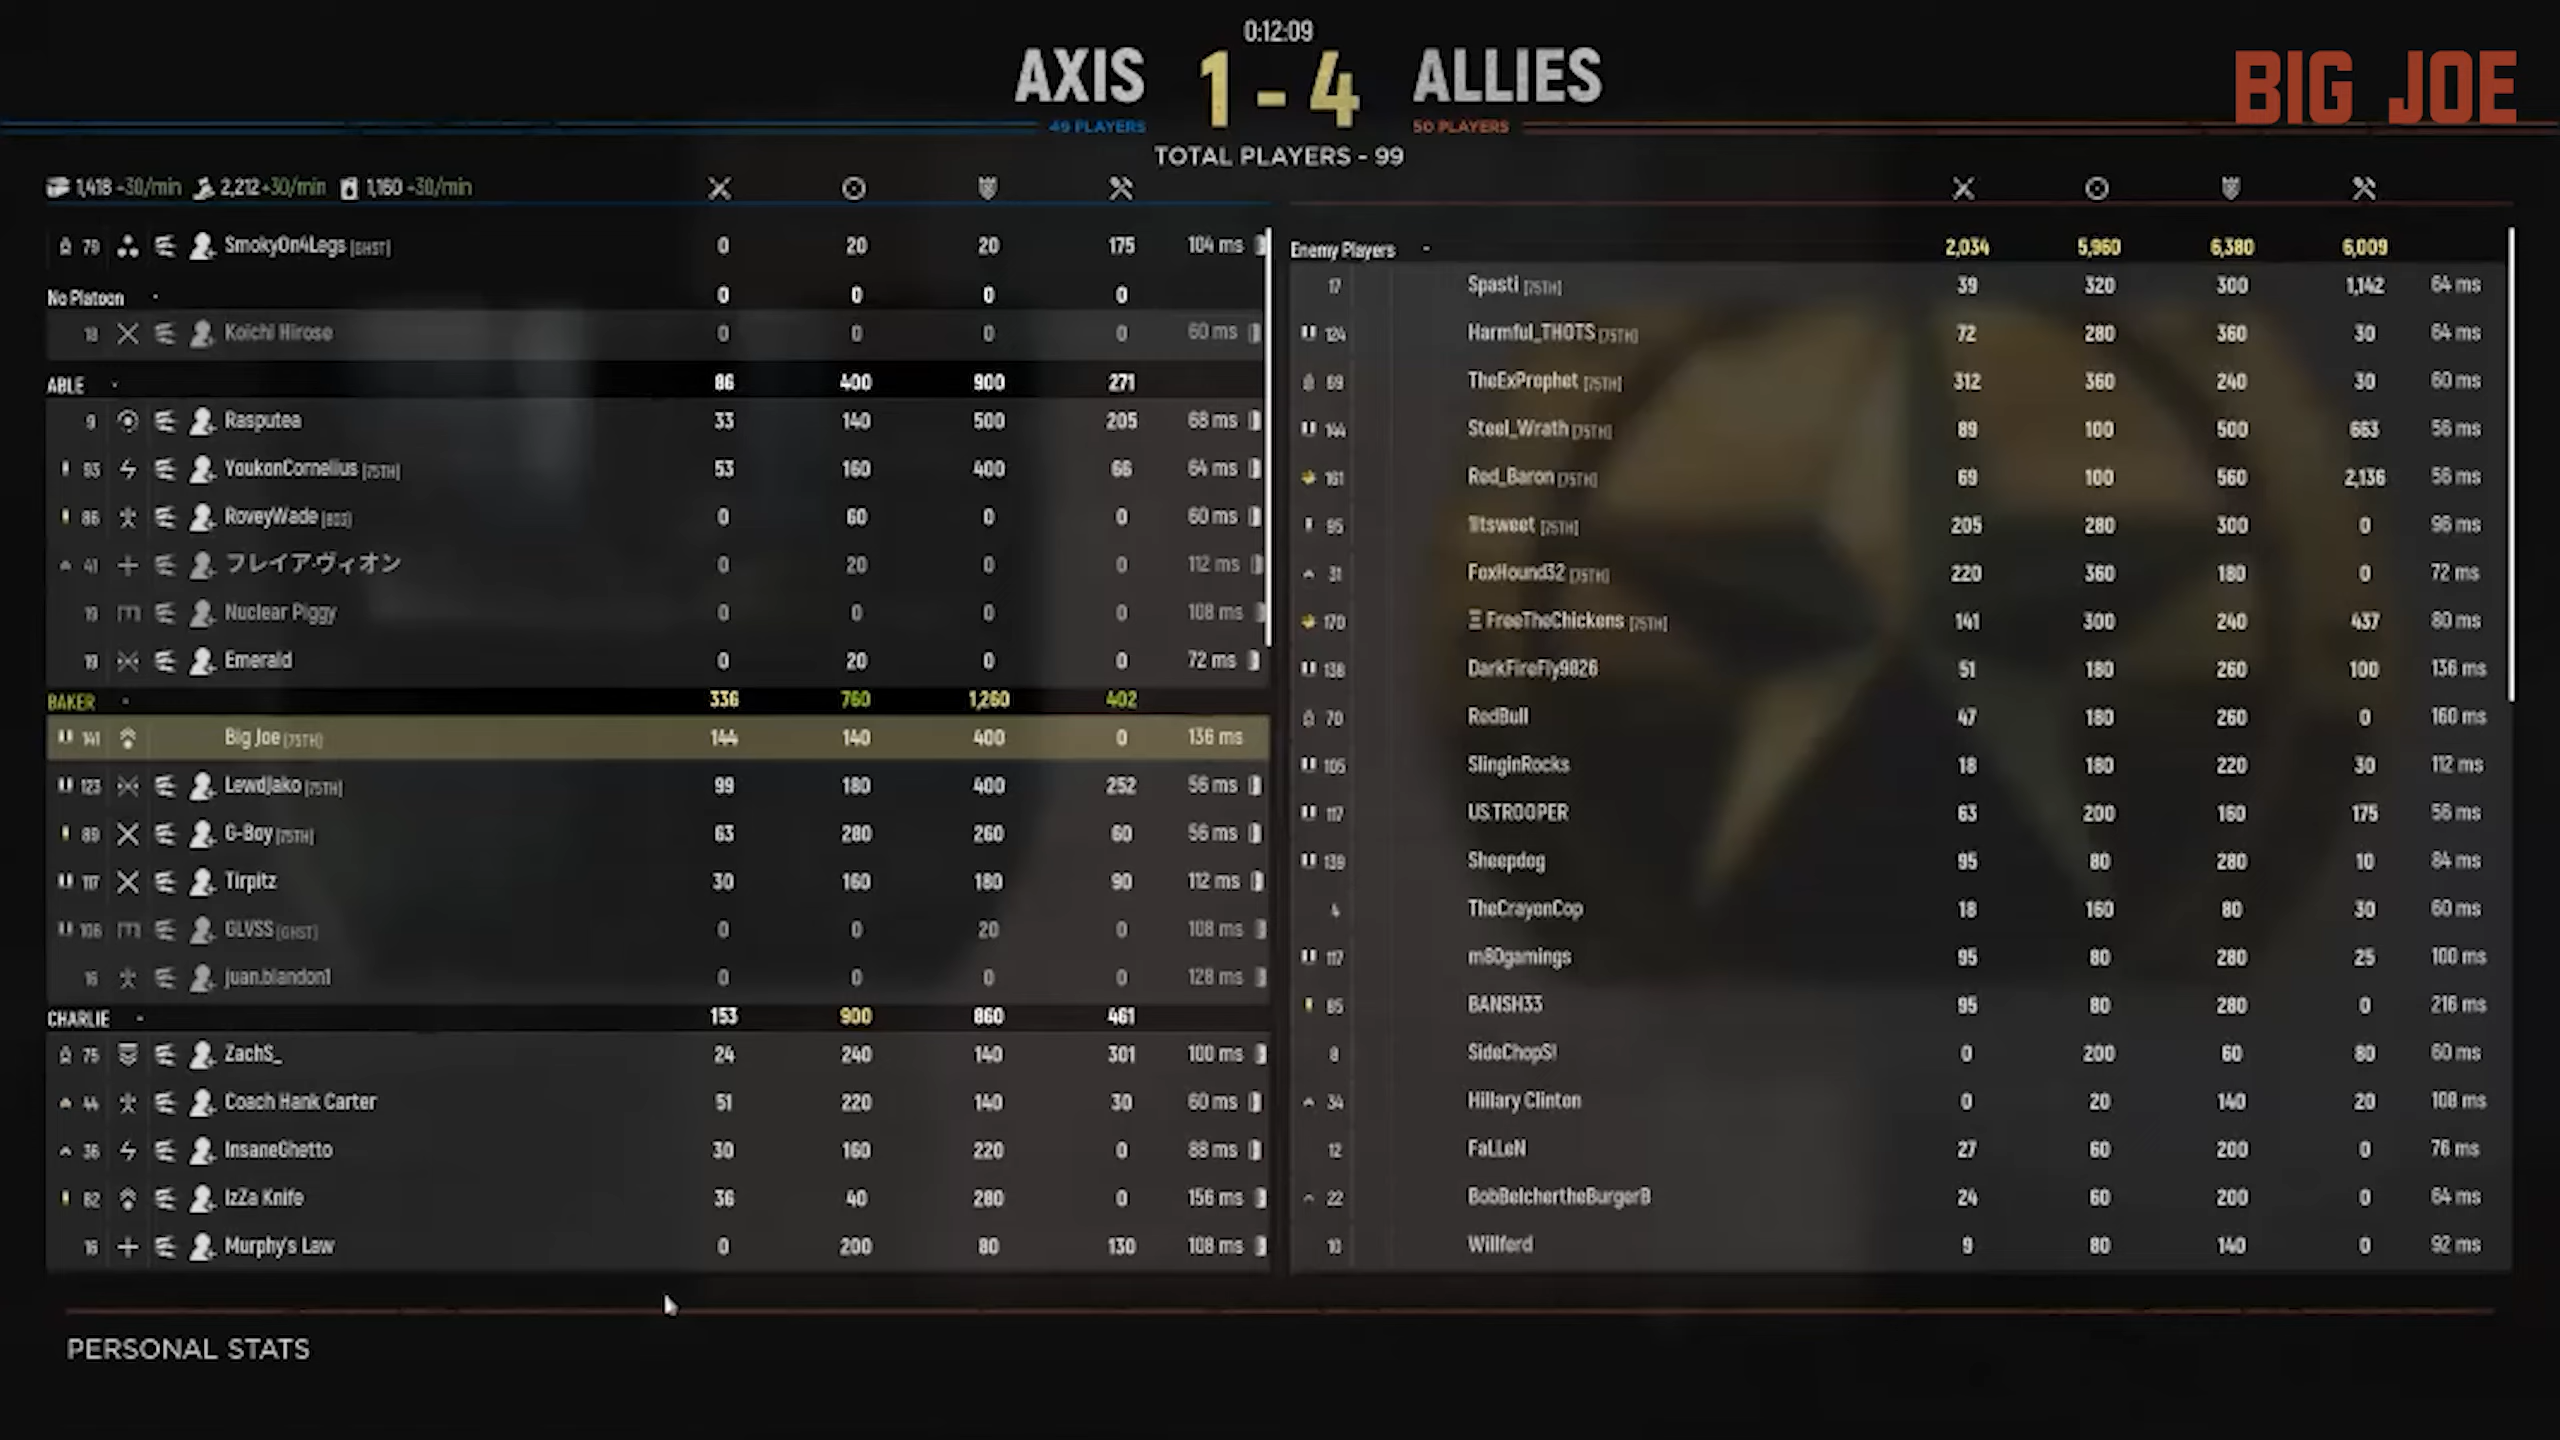 0:12:09
AXIS 1 - 4 ALLIES
BIG JOE
49 PLAYERS 50 PLAYERS
TOTAL PLAYERS - 99
1,418 +30/min 2,212 +30/min 1,160 +30/min
79 SmokyOn4Legs [GHST] 0 20 20 175 104 ms
No Platoon - 0 0 0 0
18 Koichi Hirose 0 0 0 0 60 ms
ABLE - 86 400 900 271
9 Rasputea 33 140 500 205 68 ms
93 YoukonCornelius [75TH] 53 160 400 66 64 ms
86 RoveyWade 0 60 0 0 60 ms
41 フレイア・ヴィオン 0 20 0 0 112 ms
19 Nuclear Piggy 0 0 0 0 108 ms
19 Emerald 0 20 0 0 72 ms
BAKER - 336 760 1,260 402
141 Big Joe [75TH] 144 140 400 0 136 ms
123 LewdJako [75TH] 99 180 400 252 56 ms
89 G-Boy [75TH] 63 280 260 60 56 ms
117 Tirpitz 30 160 180 90 112 ms
106 GLVSS [GHST] 0 0 20 0 108 ms
16 juan.blandon1 0 0 0 0 128 ms
CHARLIE - 153 900 860 461
75 ZachS_ 24 240 140 301 100 ms
44 Coach Hank Carter 51 220 140 30 60 ms
36 InsaneGhetto 30 160 220 0 88 ms
82 IzZa Knife 36 40 280 0 156 ms
16 Murphy's Law 0 200 80 130 108 ms
Enemy Players - 2,034 5,960 6,380 6,009
17 Spasti [75TH] 39 320 300 1,142 64 ms
124 Harmful_THOTS [75TH] 72 280 360 30 64 ms
69 TheExProphet [75TH] 312 360 240 30 60 ms
144 Steel_Wrath [75TH] 89 100 500 663 56 ms
161 Red_Baron [75TH] 69 100 560 2,136 56 ms
95 1itsweet [75TH] 205 280 300 0 96 ms
31 FoxHound32 [75TH] 220 360 180 0 72 ms
170 Ξ FreeTheChickens [75TH] 141 300 240 437 80 ms
138 DarkFireFly9826 51 180 260 100 136 ms
70 RedBull 47 180 260 0 160 ms
105 SlinginRocks 18 180 220 30 112 ms
117 US.TROOPER 63 200 160 175 56 ms
139 Sheepdog 95 80 280 10 84 ms
4 TheCrayonCop 18 160 80 30 60 ms
117 m80gamings 95 80 280 25 100 ms
85 BANSH33 95 80 280 0 216 ms
8 SideChopS! 0 200 60 80 60 ms
34 Hillary Clinton 0 20 140 20 108 ms
12 FaLLeN 27 60 200 0 76 ms
22 BobBelchertheBurgerB 24 60 200 0 64 ms
10 Willferd 9 80 140 0 92 ms
PERSONAL STATS